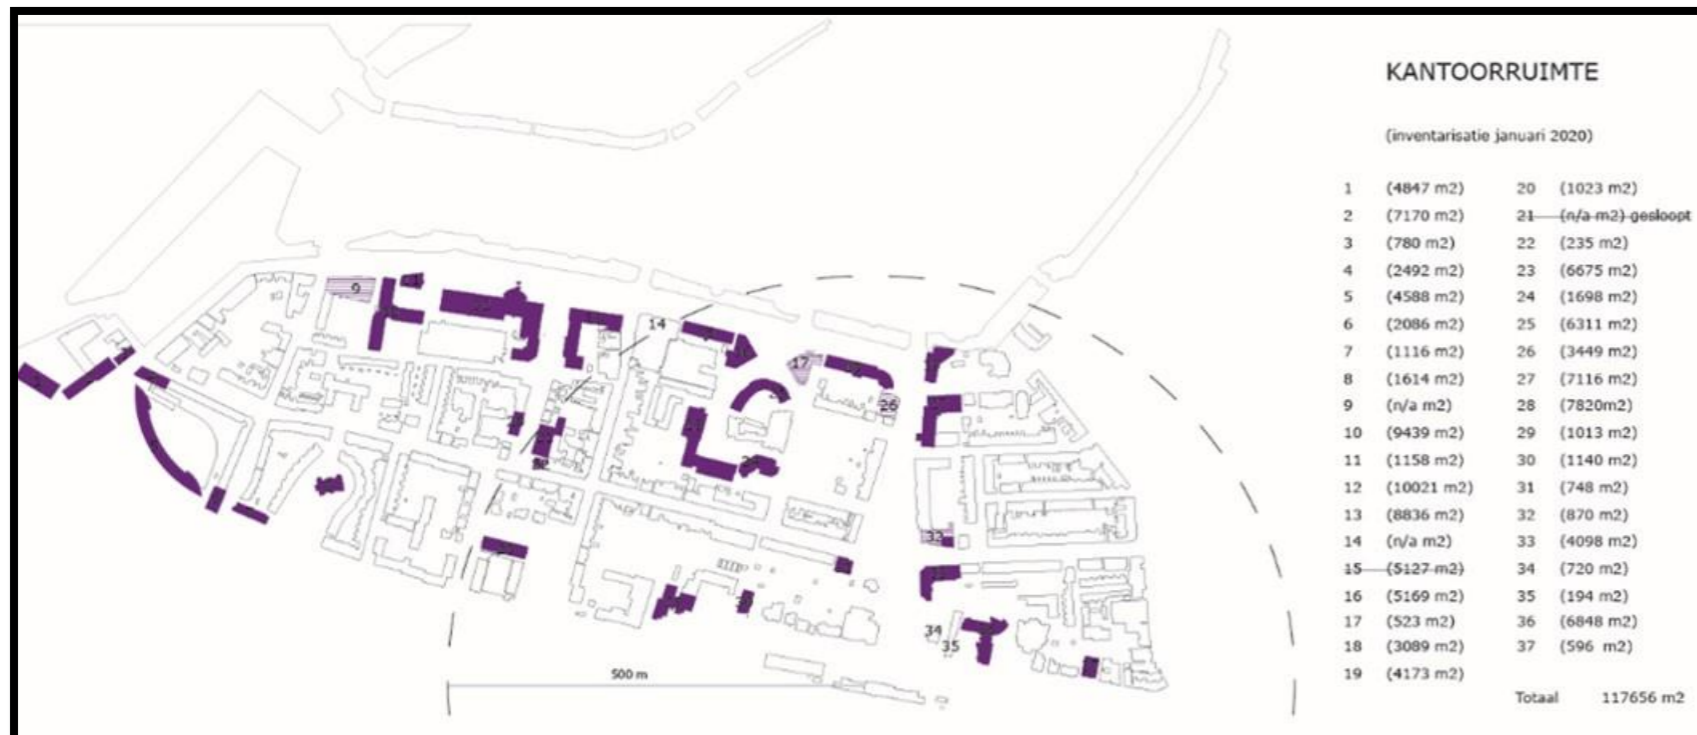 KANTOORRUIMTE
(inventarisatie januari 2020)
1 (4847 m2)
2 (7170 m2)
3 (780 m2)
4 (2492 m2)
5 (4588 m2)
6 (2086 m2)
7 (1116 m2)
8 (1614 m2)
9 (n/a m2)
10 (9439 m2)
11 (1158 m2)
12 (10021 m2)
13 (8836 m2)
14 (n/a m2)
15 (5127 m2)
16 (5169 m2)
17 (523 m2)
18 (3089 m2)
19 (4173 m2)
20 (1023 m2)
21 (n/a m2) gesloopt
22 (235 m2)
23 (6675 m2)
24 (1698 m2)
25 (6311 m2)
26 (3449 m2)
27 (7116 m2)
28 (7820m2)
29 (1013 m2)
30 (1140 m2)
31 (748 m2)
32 (870 m2)
33 (4098 m2)
34 (720 m2)
35 (194 m2)
36 (6848 m2)
37 (596 m2)
Totaal 117656 m2
9
14
17
26
32
34
35
500 m